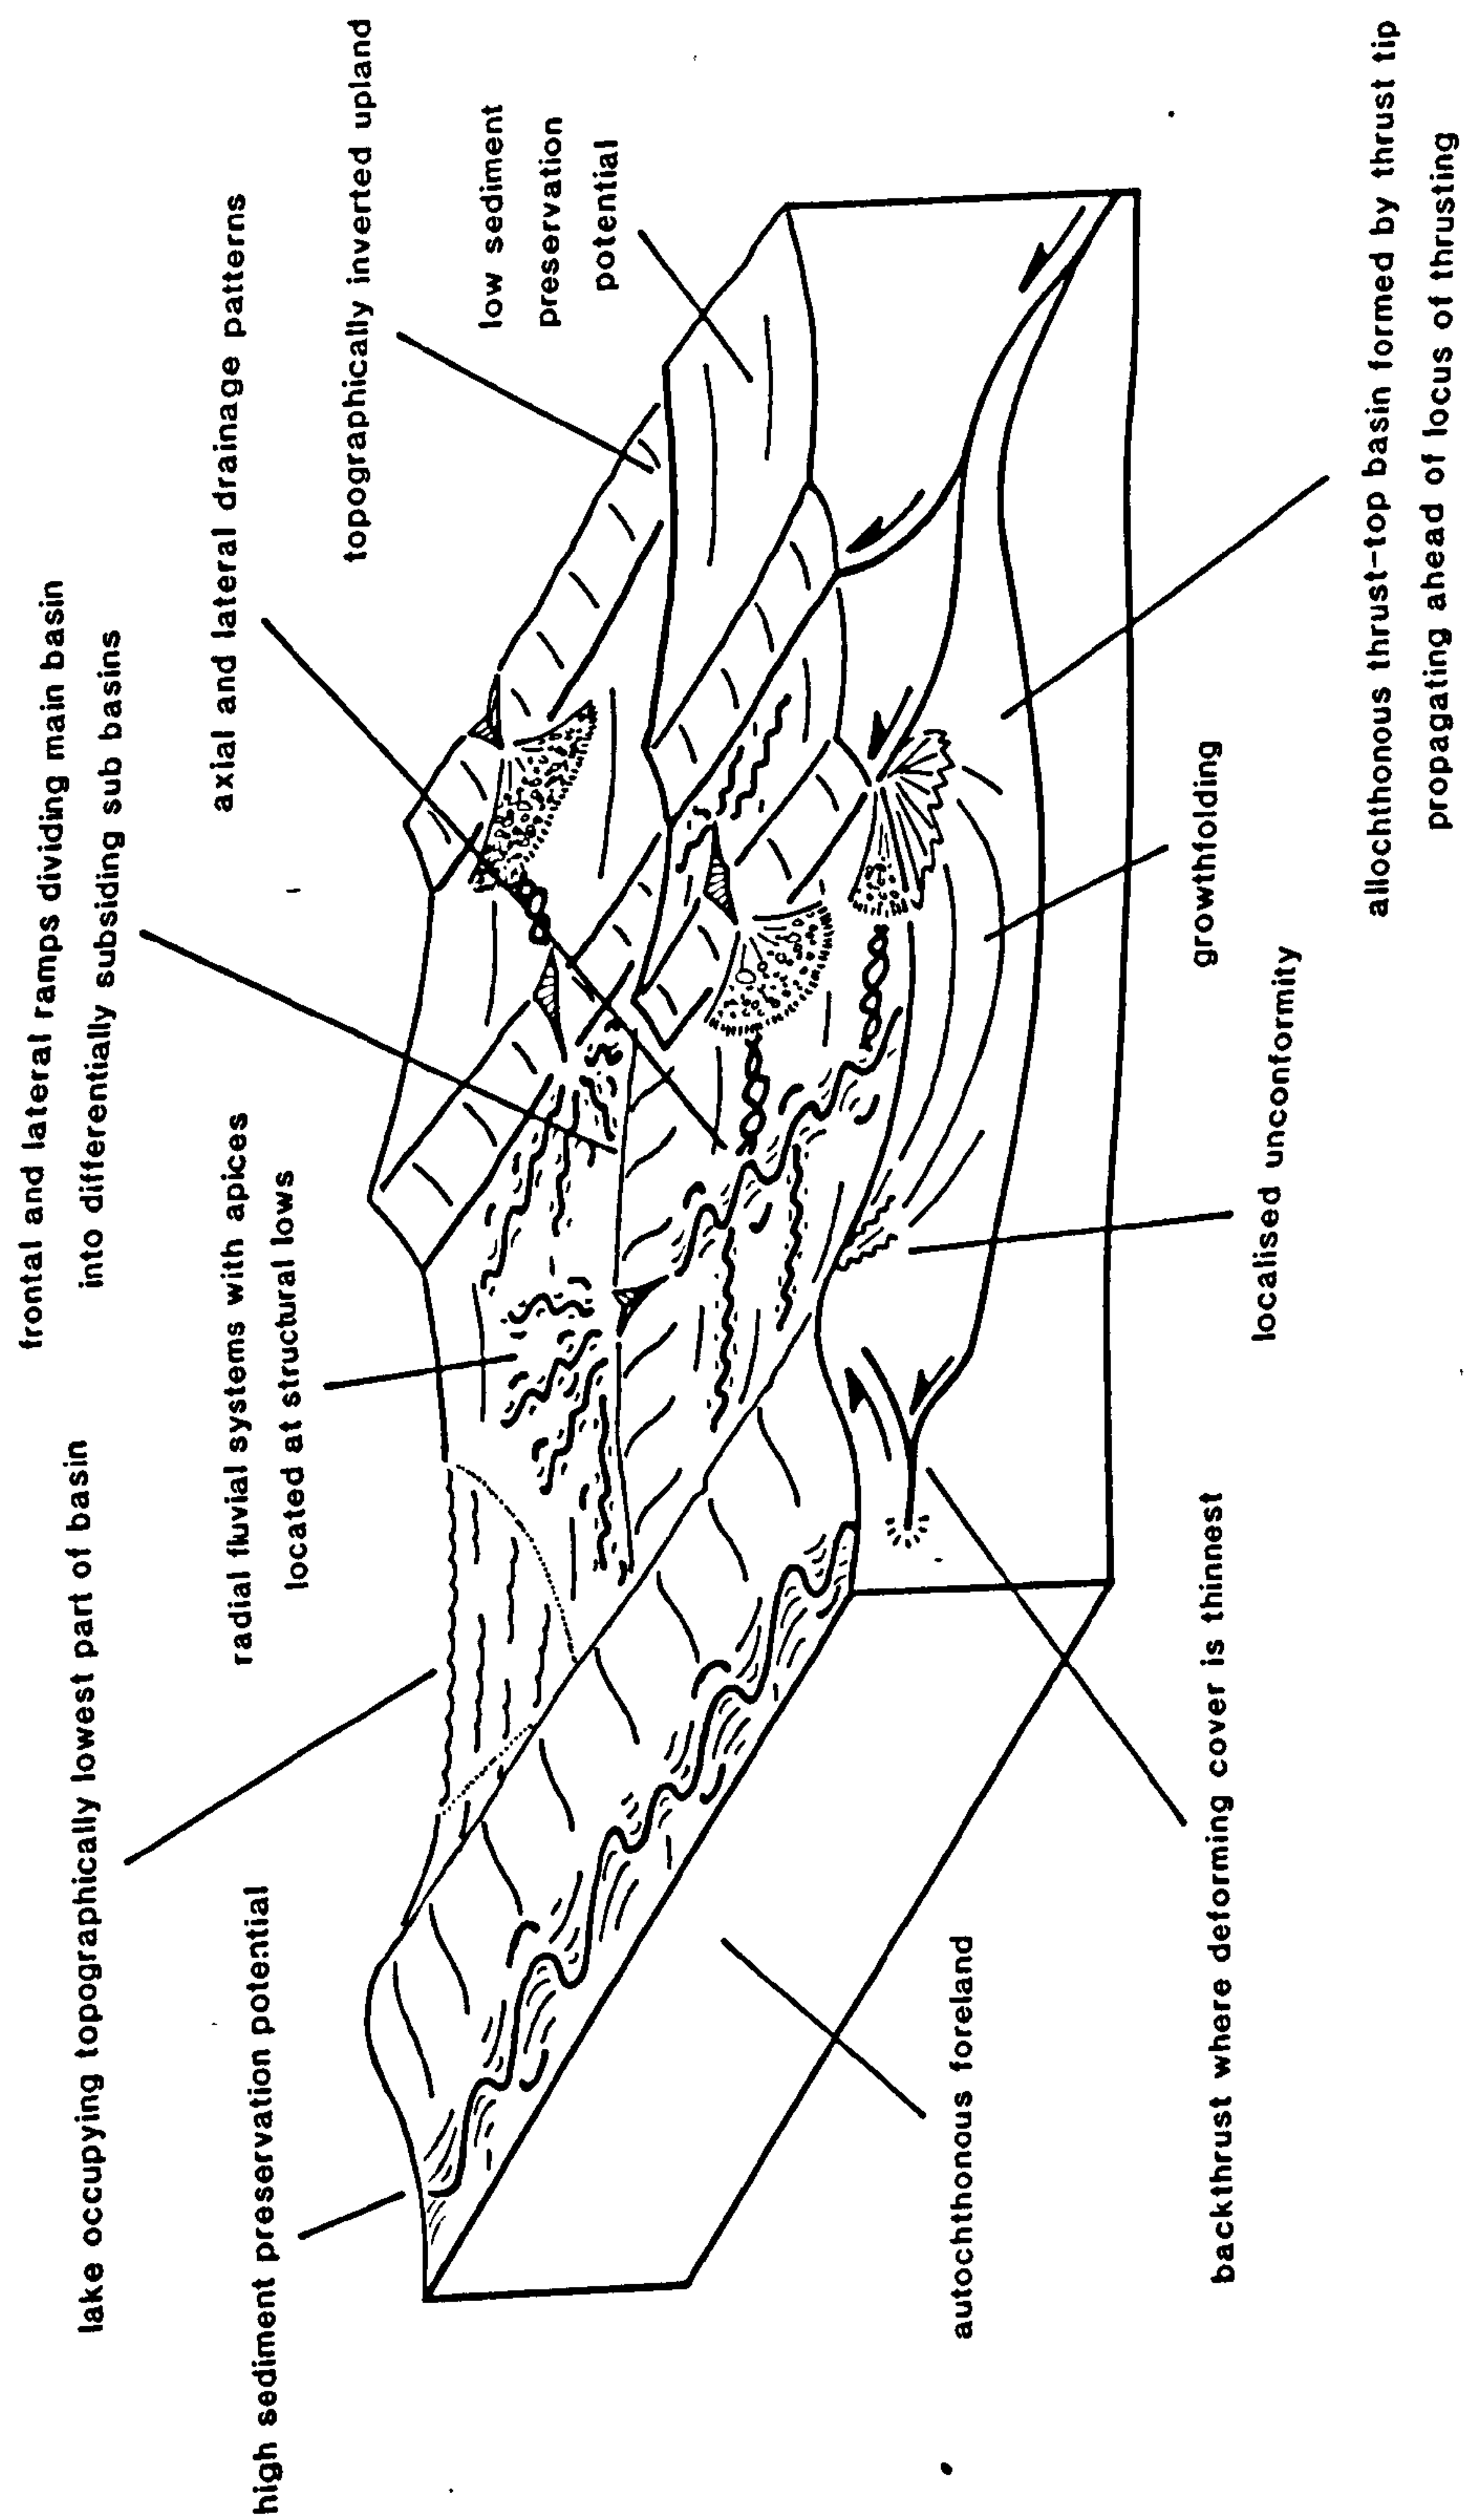 frontal and lateral ramps dividing main basin
into differentially subsiding sub basins
lake occupying topographically lowest part of basin
radial fluvial systems with apices
located at structural lows
axial and lateral drainage patterns
high sediment preservation potential
topographically inverted upland
low sediment
preservation
potential
autochthonous foreland
backthrust where deforming cover is thinnest
localised unconformity
growthfolding
allochthonous thrust-top basin formed by thrust tip
propagating ahead of locus of thrusting